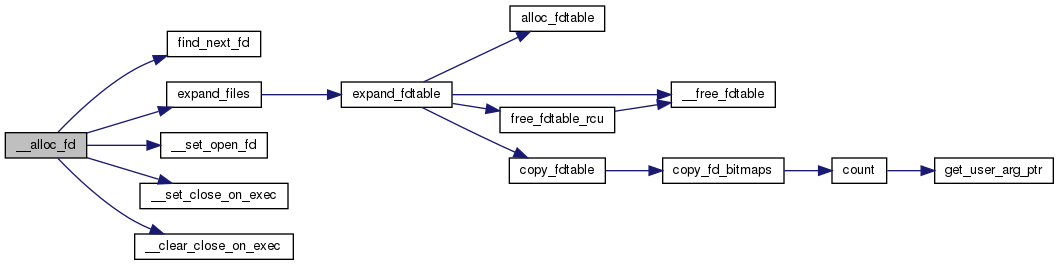 alloc_fdtable
find_next_fd
expand_files
expand_fdtable
__free_fdtable
free_fdtable_rcu
__alloc_fd
__set_open_fd
copy_fdtable
copy_fd_bitmaps
count
get_user_arg_ptr
__set_close_on_exec
__clear_close_on_exec